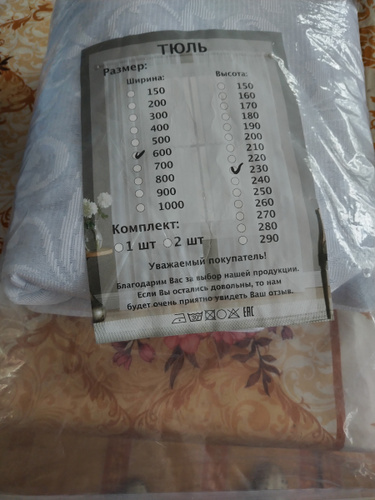 ТЮЛЬ
Размер:
Ширина:
150
200
300
400
500
600
700
800
900
1000
Высота:
150
160
170
180
190
200
210
220
230
240
250
260
270
280
290
Комплект:
1 шт 2 шт
Уважаемый покупатель!
Благодарим Вас за выбор нашей продукции.
Если Вы остались довольны, то нам
будет очень приятно увидеть Ваш отзыв.
EAC